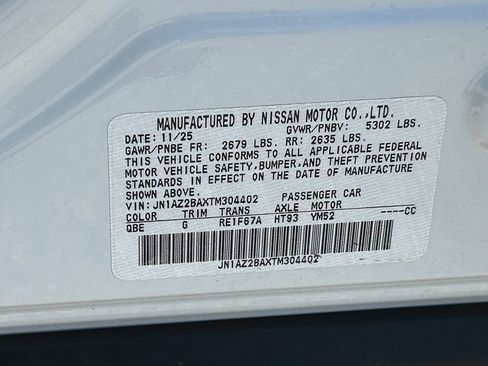 MANUFACTURED BY NISSAN MOTOR CO.,LTD.
DATE: 11/25 GVWR/PNBV: 5302 LBS.
GAWR/PNBE FR: 2679 LBS. RR: 2635 LBS.
THIS VEHICLE CONFORMS TO ALL APPLICABLE FEDERAL
MOTOR VEHICLE SAFETY,BUMPER,AND THEFT PREVENTION
STANDARDS IN EFFECT ON THE DATE OF MANUFACTURE
SHOWN ABOVE.
VIN:JN1AZ2BAXTM304402 PASSENGER CAR
COLOR TRIM TRANS AXLE MOTOR
QBE G RE1F67A HT93 YM52 ----CC
JN1AZ2BAXTM304402